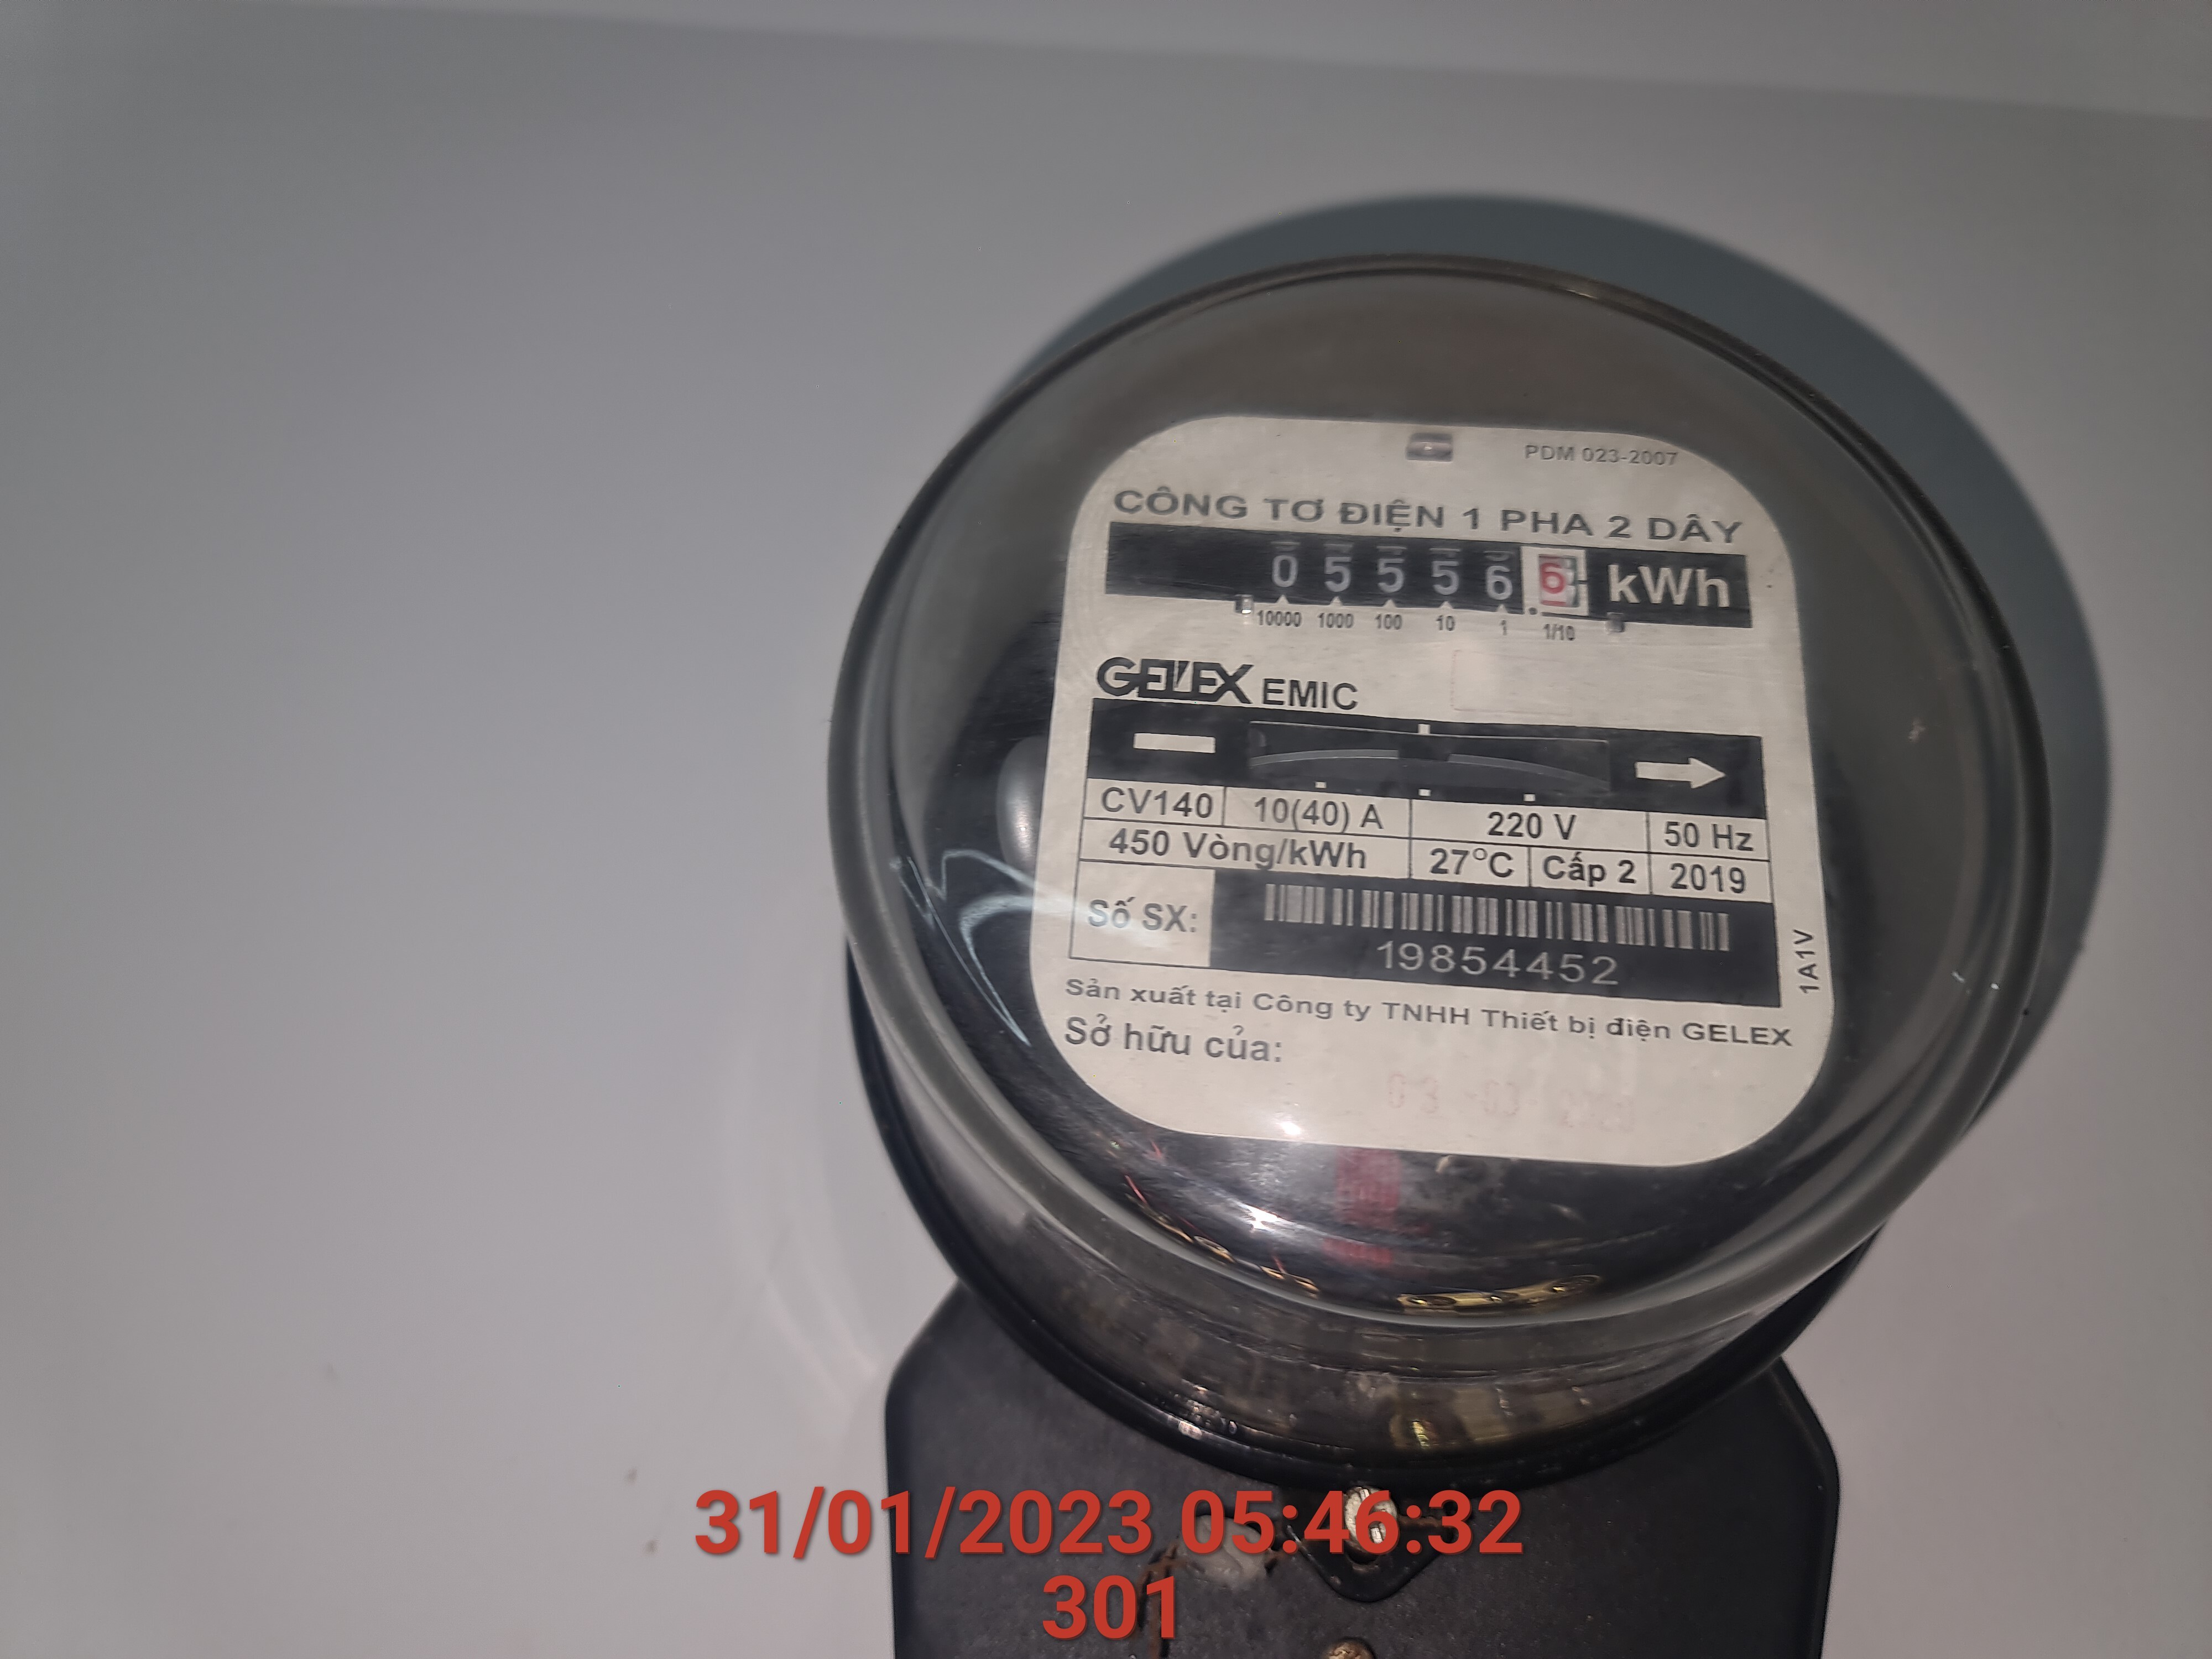 PDM 023-2007
CÔNG TƠ ĐIỆN 1 PHA 2 DÂY
0 5 5 5 6 6 kWh
10000 1000 100 10 1 1/10
GELEX EMIC
CV140 10(40) A 220 V 50 Hz
450 Vòng/kWh 27°C Cấp 2 2019
Số SX:
19854452
1A1V
Sản xuất tại Công ty TNHH Thiết bị điện GELEX
Sở hữu của:
31/01/2023 05:46:32
301